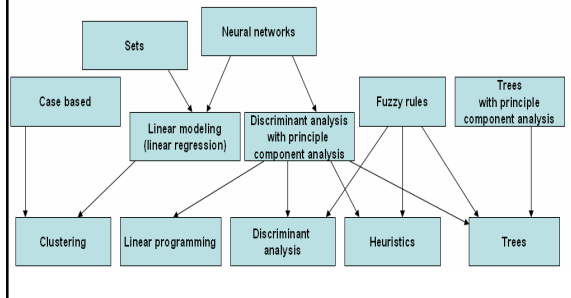 Neural networks
Sets
Case based
Linear modeling
(linear regression)
Discriminant analysis
with principle
component analysis
Fuzzy rules
Trees
with principle
component analysis
Clustering
Linear programming
Discriminant
analysis
Heuristics
Trees